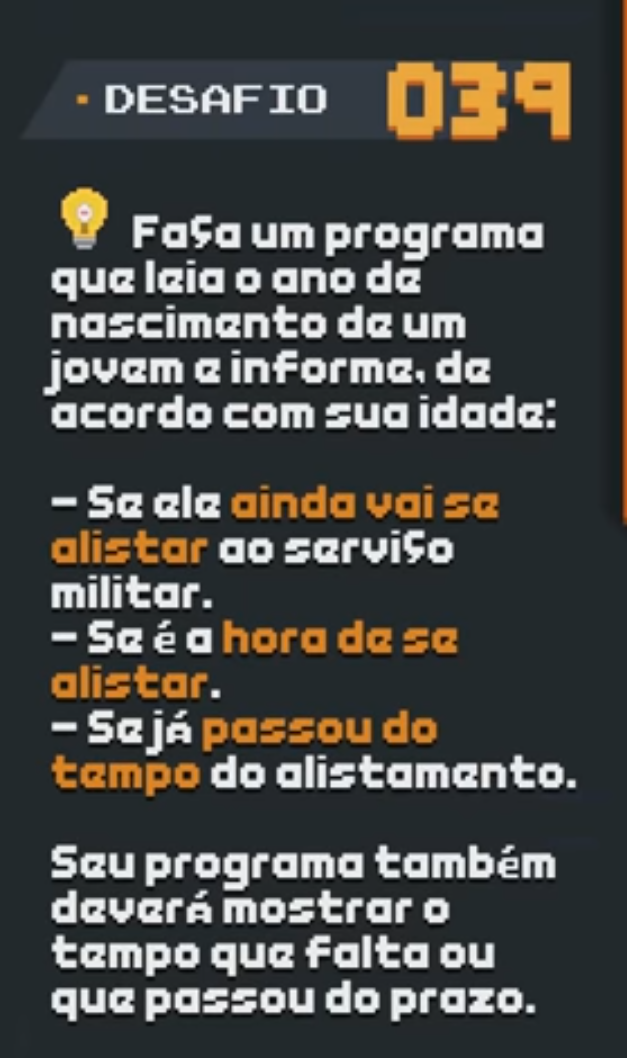 DESAFIO 039
Faça um programa
que leia o ano de
nascimento de um
jovem e informe, de
acordo com sua idade:
- Se ele ainda vai se
alistar ao serviço
militar.
- Se é a hora de se
alistar.
- Se já passou do
tempo do alistamento.
Seu programa também
deverá mostrar o
tempo que falta ou
que passou do prazo.